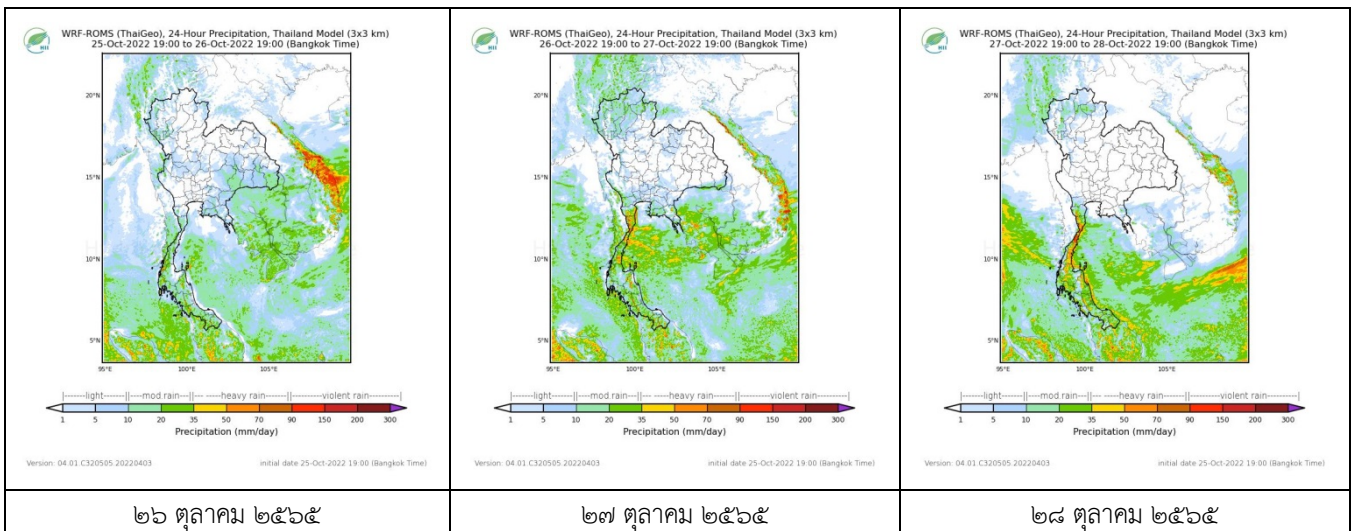 WRF-ROMS (ThaiGeo), 24-Hour Precipitation, Thailand Model (3x3 km)
25-Oct-2022 19:00 to 26-Oct-2022 19:00 (Bangkok Time)
HII
20°N
15°N
10°N
5°N
95°E 100°E 105°E
|------light----||---mod rain---||--- heavy rain------||------violent rain------|
1 5 10 20 35 50 70 90 150 200 300
Precipitation (mm/day)
Version: 04.01.C320505.20220403 initial date 25-Oct-2022 19:00 (Bangkok Time)
๒๖ ตุลาคม ๒๕๖๕
WRF-ROMS (ThaiGeo), 24-Hour Precipitation, Thailand Model (3x3 km)
26-Oct-2022 19:00 to 27-Oct-2022 19:00 (Bangkok Time)
HII
20°N
15°N
10°N
5°N
95°E 100°E 105°E
|------light----||---mod rain---||--- heavy rain------||------violent rain------|
1 5 10 20 35 50 70 90 150 200 300
Precipitation (mm/day)
Version: 04.01.C320505.20220403 initial date 25-Oct-2022 19:00 (Bangkok Time)
๒๗ ตุลาคม ๒๕๖๕
WRF-ROMS (ThaiGeo), 24-Hour Precipitation, Thailand Model (3x3 km)
27-Oct-2022 19:00 to 28-Oct-2022 19:00 (Bangkok Time)
HII
20°N
15°N
10°N
5°N
95°E 100°E 105°E
|------light----||---mod rain---||--- heavy rain------||------violent rain------|
1 5 10 20 35 50 70 90 150 200 300
Precipitation (mm/day)
Version: 04.01.C320505.20220403 initial date 25-Oct-2022 19:00 (Bangkok Time)
๒๘ ตุลาคม ๒๕๖๕